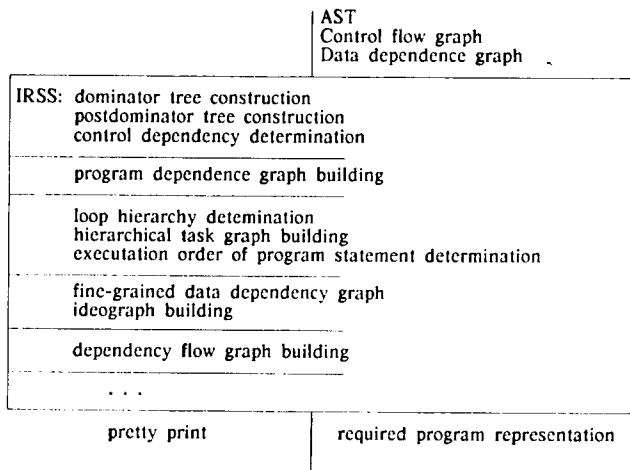 AST
Control flow graph
Data dependence graph
IRSS: dominator tree construction
postdominator tree construction
control dependency determination
program dependence graph building
loop hierarchy detemination
hierarchical task graph building
executation order of program statement determination
fine-grained data dependency graph
ideograph building
dependency flow graph building
. . .
pretty print
required program representation